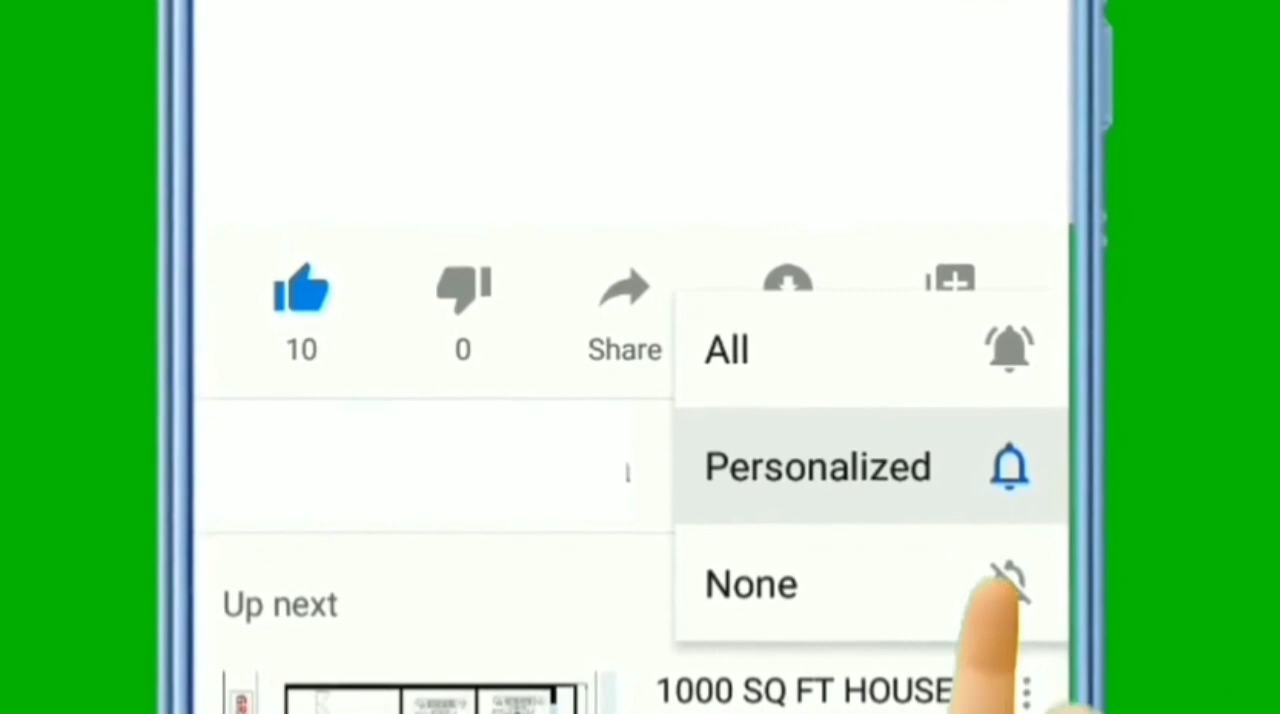 10
0
Share
All
Personalized
None
Up next
1000 SQ FT HOUSE